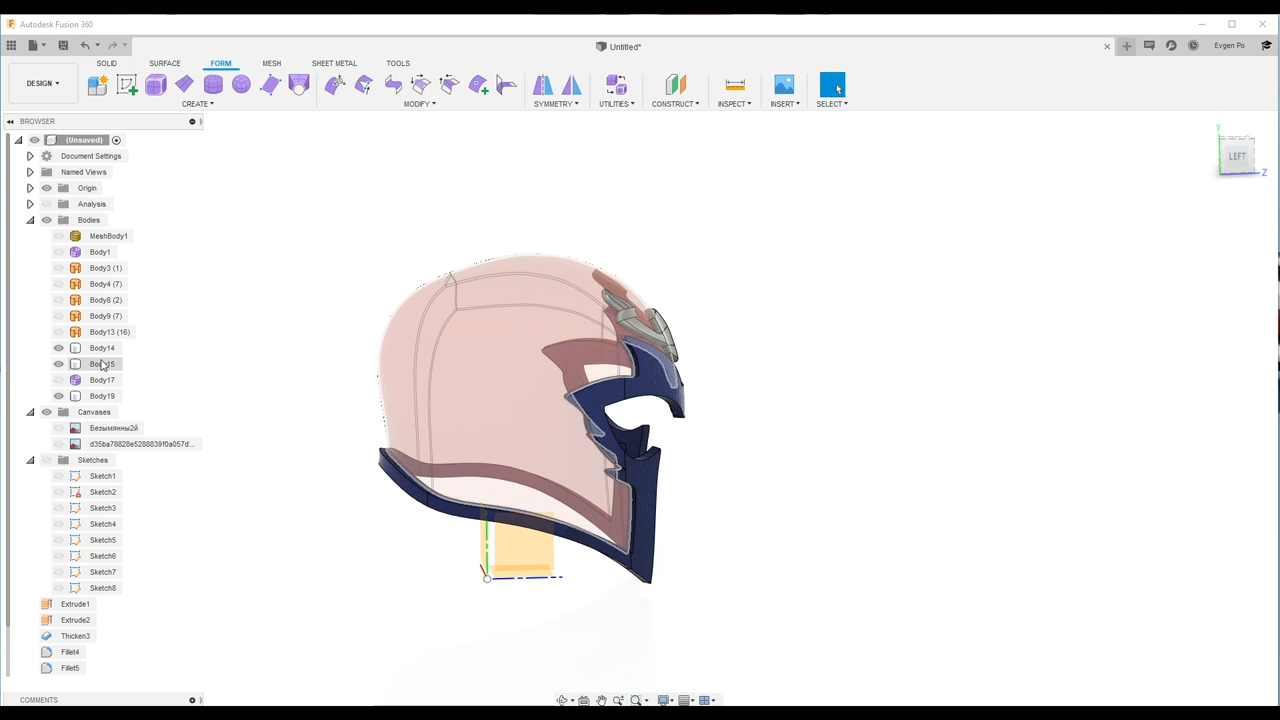 Autodesk Fusion 360
Untitled*
Evgen Po
DESIGN
SOLID SURFACE FORM MESH SHEET METAL TOOLS
CREATE MODIFY SYMMETRY UTILITIES CONSTRUCT INSPECT INSERT SELECT
BROWSER
(Unsaved)
Document Settings
Named Views
Origin
Analysis
Bodies
MeshBody1
Body1
Body3 (1)
Body4 (7)
Body8 (2)
Body9 (7)
Body13 (16)
Body14
Body15
Body17
Body19
Canvases
Безымянный2й
d35ba78828e5288839f0a057d...
Sketches
Sketch1
Sketch2
Sketch3
Sketch4
Sketch5
Sketch6
Sketch7
Sketch8
Extrude1
Extrude2
Thicken3
Fillet4
Fillet5
COMMENTS
Y
LEFT
Z